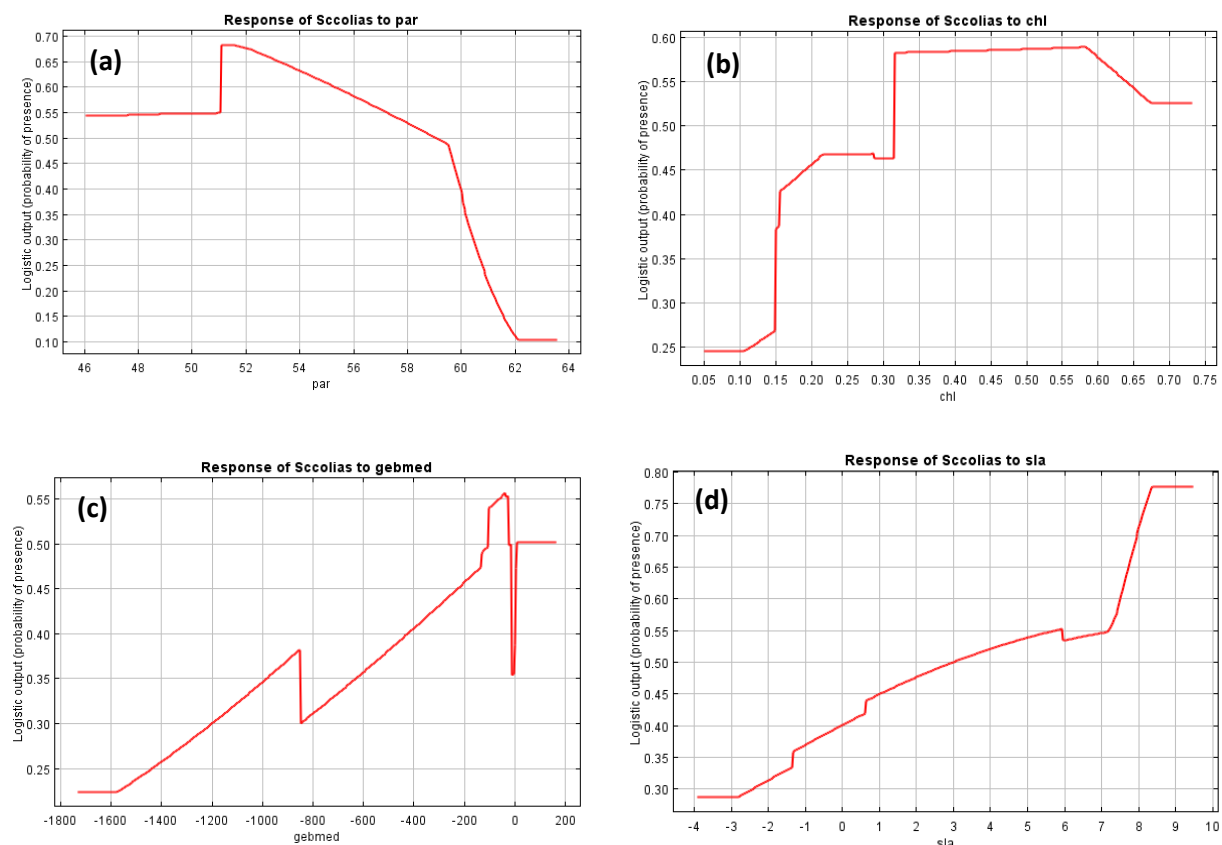 Response of Sccolias to par
(a)
Logistic output (probability of presence)
0.70
0.65
0.60
0.55
0.50
0.45
0.40
0.35
0.30
0.25
0.20
0.15
0.10
46 48 50 52 54 56 58 60 62 64
par
Response of Sccolias to chl
(b)
Logistic output (probability of presence)
0.60
0.55
0.50
0.45
0.40
0.35
0.30
0.25
0.05 0.10 0.15 0.20 0.25 0.30 0.35 0.40 0.45 0.50 0.55 0.60 0.65 0.70 0.75
chl
Response of Sccolias to gebmed
(c)
Logistic output (probability of presence)
0.55
0.50
0.45
0.40
0.35
0.30
0.25
-1800 -1600 -1400 -1200 -1000 -800 -600 -400 -200 0 200
gebmed
Response of Sccolias to sla
(d)
Logistic output (probability of presence)
0.80
0.75
0.70
0.65
0.60
0.55
0.50
0.45
0.40
0.35
0.30
-4 -3 -2 -1 0 1 2 3 4 5 6 7 8 9 10
sla